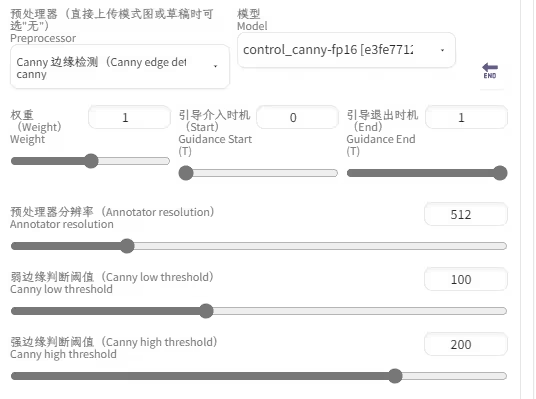 预处理器（直接上传模式图或草稿时可
选"无"）
Preprocessor
Canny 边缘检测（Canny edge det
canny
模型
Model
control_canny-fp16 [e3fe7712
END
权重
（Weight）
Weight
1
引导介入时机
（Start）
Guidance Start
(T)
0
引导退出时机
（End）
Guidance End
(T)
1
预处理器分辨率（Annotator resolution）
Annotator resolution
512
弱边缘判断阈值（Canny low threshold）
Canny low threshold
100
强边缘判断阈值（Canny high threshold）
Canny high threshold
200